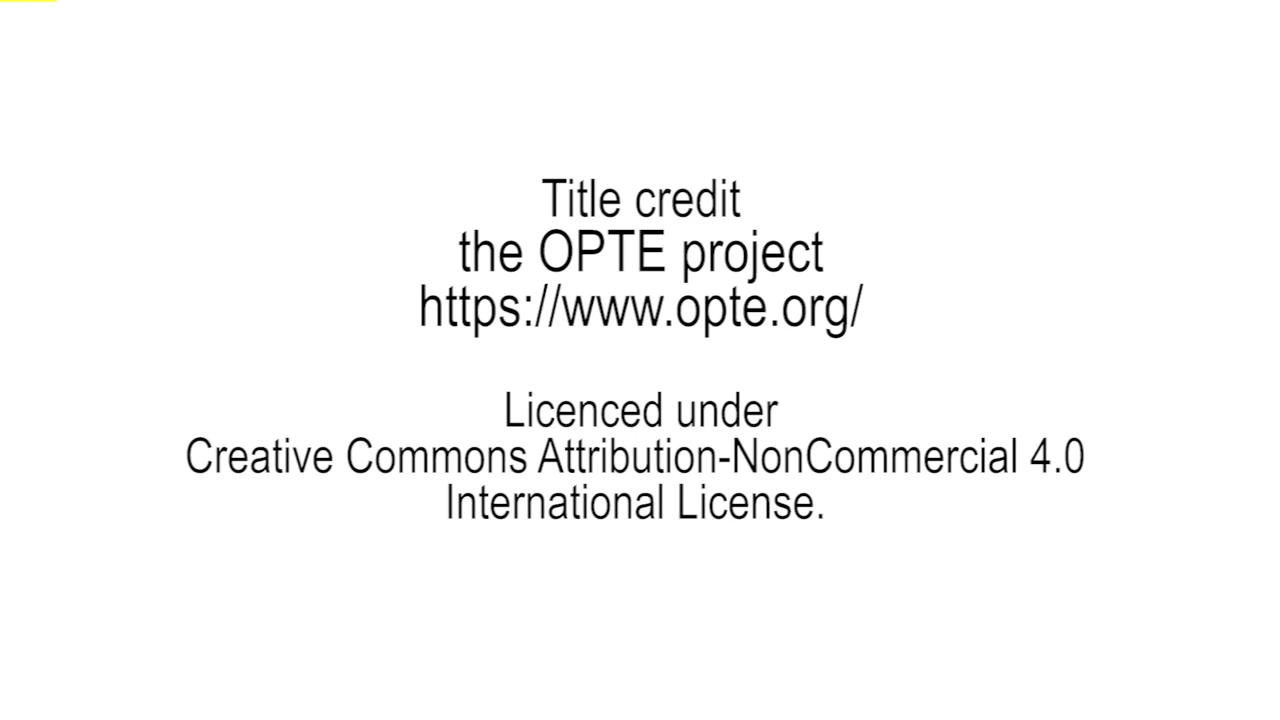 Title credit
the OPTE project
https://www.opte.org/
Licenced under
Creative Commons Attribution-NonCommercial 4.0
International License.